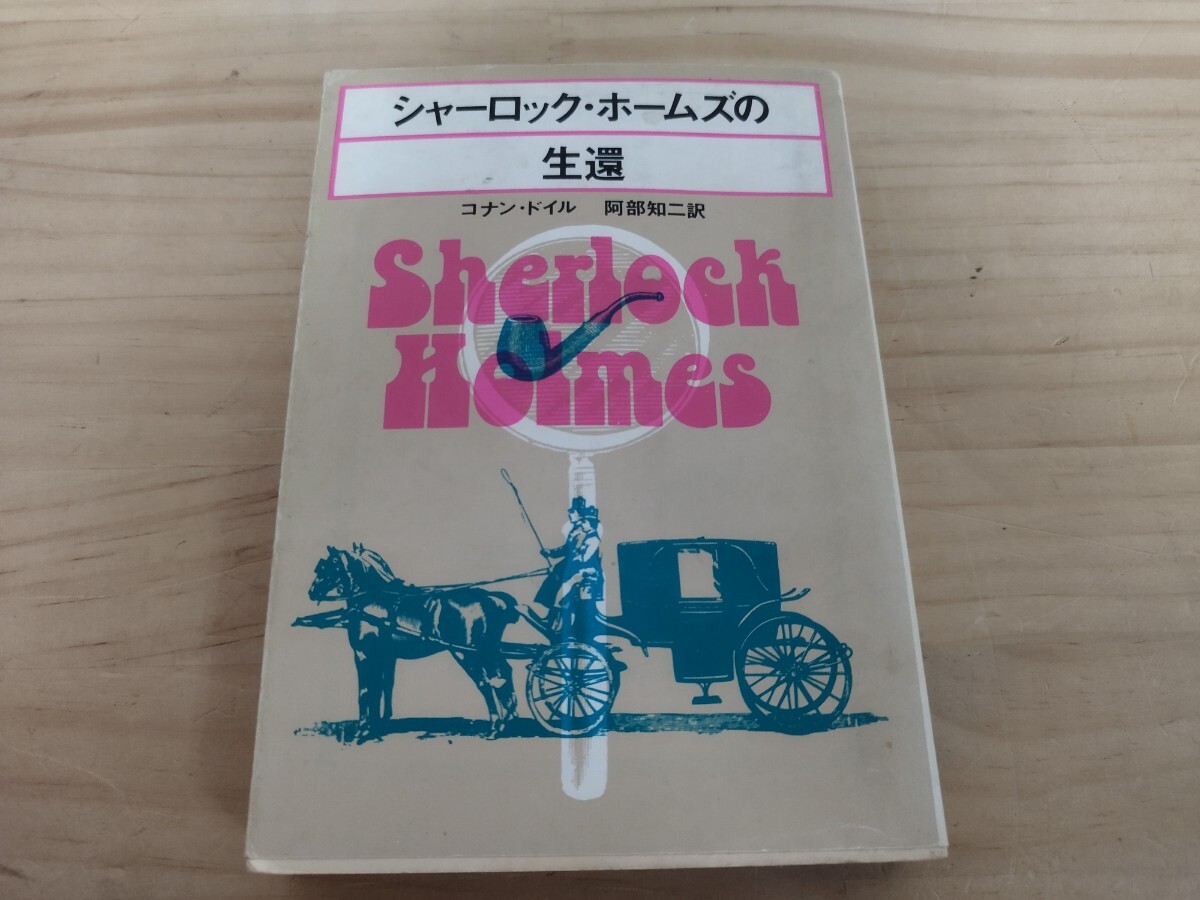 シャーロック・ホームズの
生還
コナン・ドイル 阿部知二訳
Sherlock
Holmes